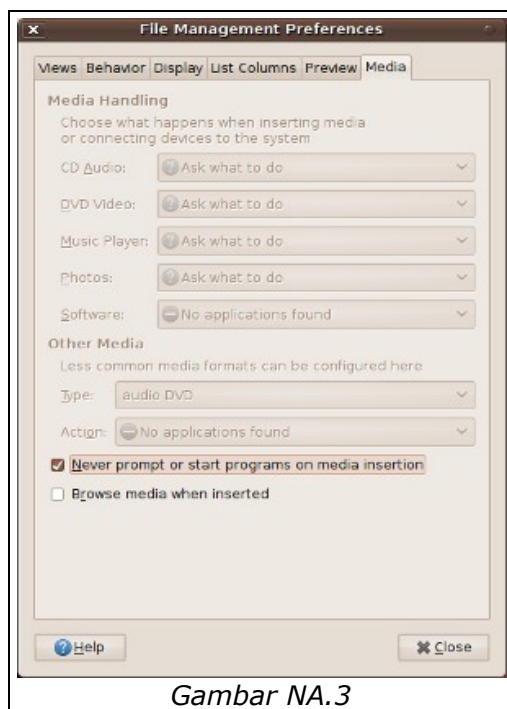 File Management Preferences
Views Behavior Display List Columns Preview Media
Media Handling
Choose what happens when inserting media
or connecting devices to the system
CD Audio: Ask what to do
DVD Video: Ask what to do
Music Player: Ask what to do
Photos: Ask what to do
Software: No applications found
Other Media
Less common media formats can be configured here
Type: audio DVD
Action: No applications found
Never prompt or start programs on media insertion
Browse media when inserted
Help Close
Gambar NA.3